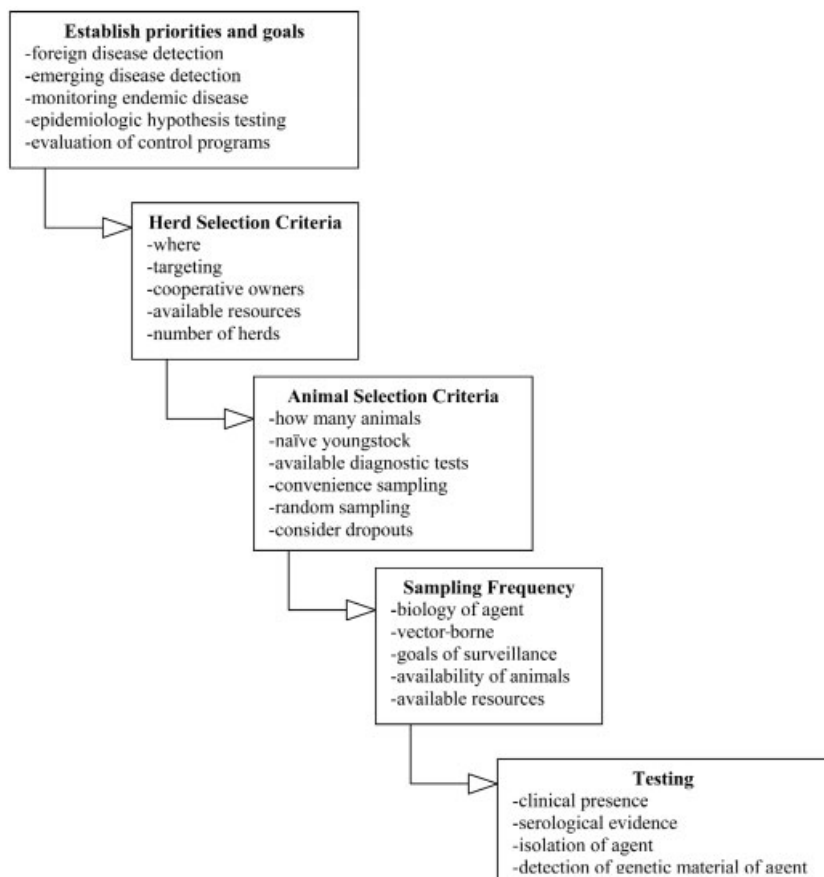 Establish priorities and goals
-foreign disease detection
-emerging disease detection
-monitoring endemic disease
-epidemiologic hypothesis testing
-evaluation of control programs
Herd Selection Criteria
-where
-targeting
-cooperative owners
-available resources
-number of herds
Animal Selection Criteria
-how many animals
-naïve youngstock
-available diagnostic tests
-convenience sampling
-random sampling
-consider dropouts
Sampling Frequency
-biology of agent
-vector-borne
-goals of surveillance
-availability of animals
-available resources
Testing
-clinical presence
-serological evidence
-isolation of agent
-detection of genetic material of agent